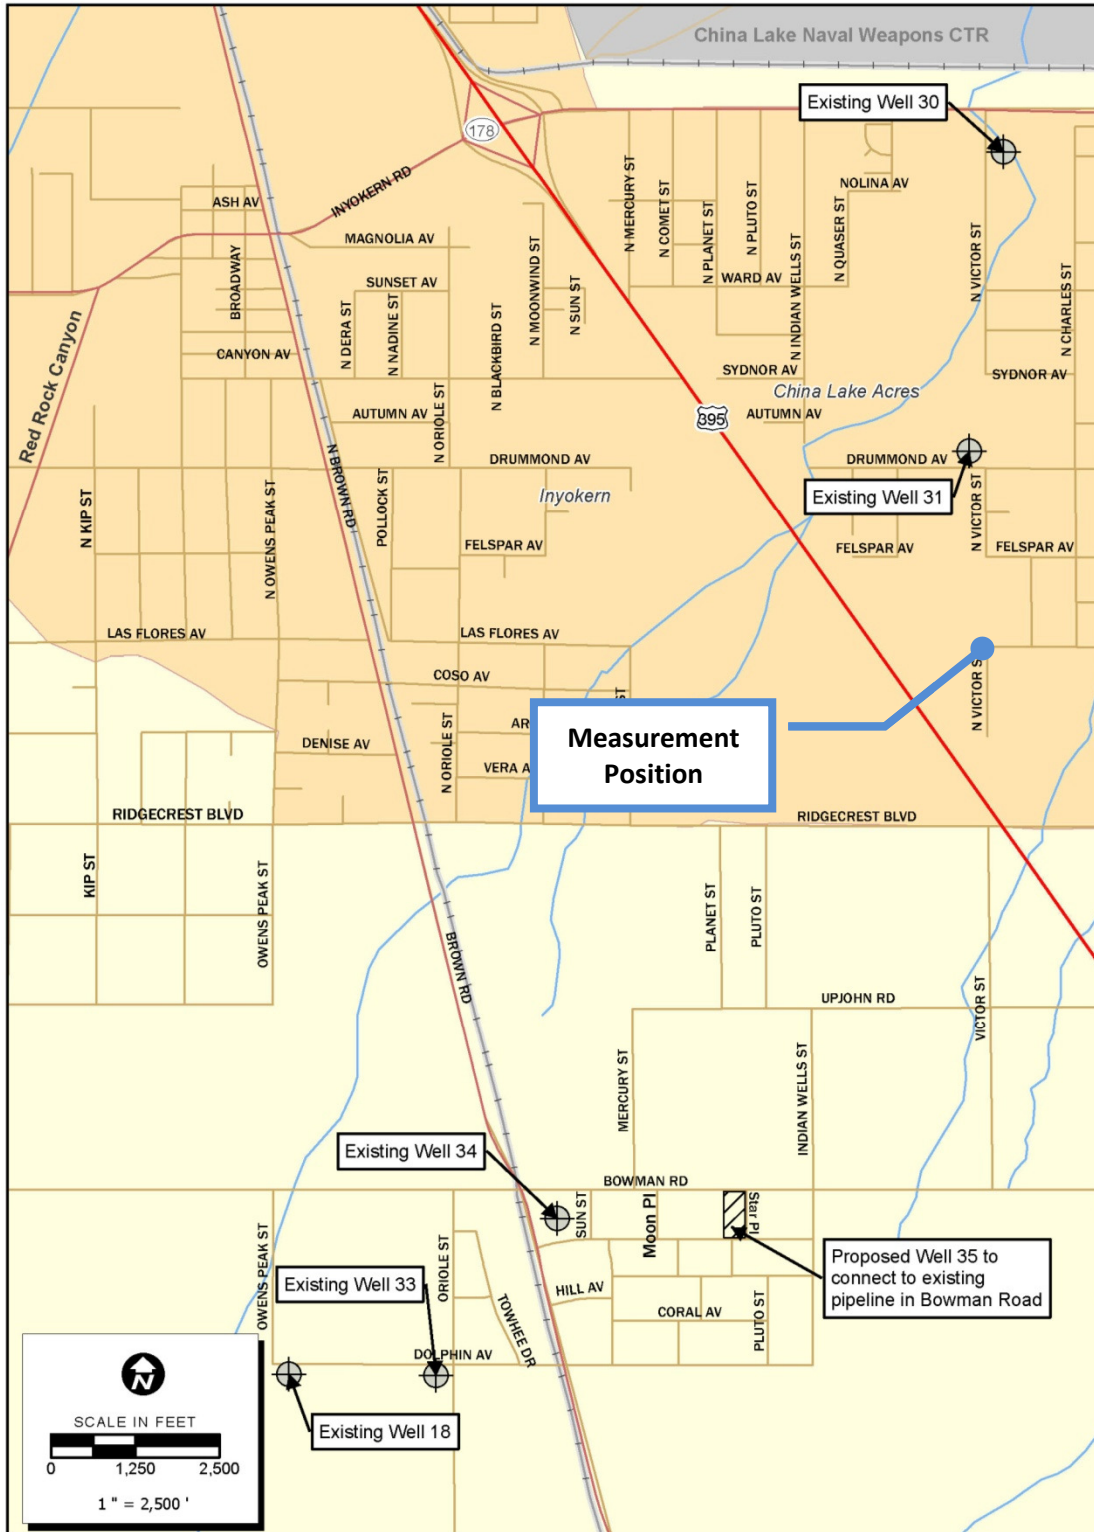 China Lake Naval Weapons CTR
Existing Well 30
178
INYOKERN RD
ASH AV
MAGNOLIA AV
BROADWAY
SUNSET AV
N DERA ST
N NADINE ST
CANYON AV
N BLACKBIRD ST
N MOONWIND ST
N SUN ST
N MERCURY ST
N COMET ST
N PLANET ST
N PLUTO ST
N INDIAN WELLS ST
N QUASER ST
NOLINA AV
WARD AV
N VICTOR ST
N CHARLES ST
SYDNOR AV
SYDNOR AV
China Lake Acres
Red Rock Canyon
AUTUMN AV
N ORIOLE ST
395
AUTUMN AV
N BROWN RD
DRUMMOND AV
DRUMMOND AV
Existing Well 31
Inyokern
N KIP ST
N OWENS PEAK ST
POLLOCK ST
FELSPAR AV
FELSPAR AV
N VICTOR ST
FELSPAR AV
LAS FLORES AV
LAS FLORES AV
COSO AV
N VICTOR S
ST
AR
DENISE AV
N ORIOLE ST
VERA A
Measurement
Position
RIDGECREST BLVD
RIDGECREST BLVD
KIP ST
OWENS PEAK ST
BROWN RD
PLANET ST
PLUTO ST
UPJOHN RD
VICTOR ST
MERCURY ST
INDIAN WELLS ST
Existing Well 34
BOWMAN RD
OWENS PEAK ST
ORIOLE ST
SUN ST
Moon Pl
Star Pl
Proposed Well 35 to
connect to existing
pipeline in Bowman Road
Existing Well 33
HILL AV
TOWHEE DR
CORAL AV
PLUTO ST
DOLPHIN AV
Existing Well 18
N
SCALE IN FEET
0 1,250 2,500
1 " = 2,500 '